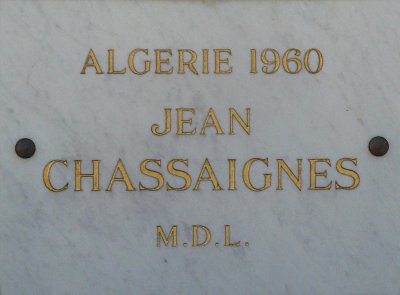 ALGERIE 1960
JEAN
CHASSAIGNES
M.D.L.